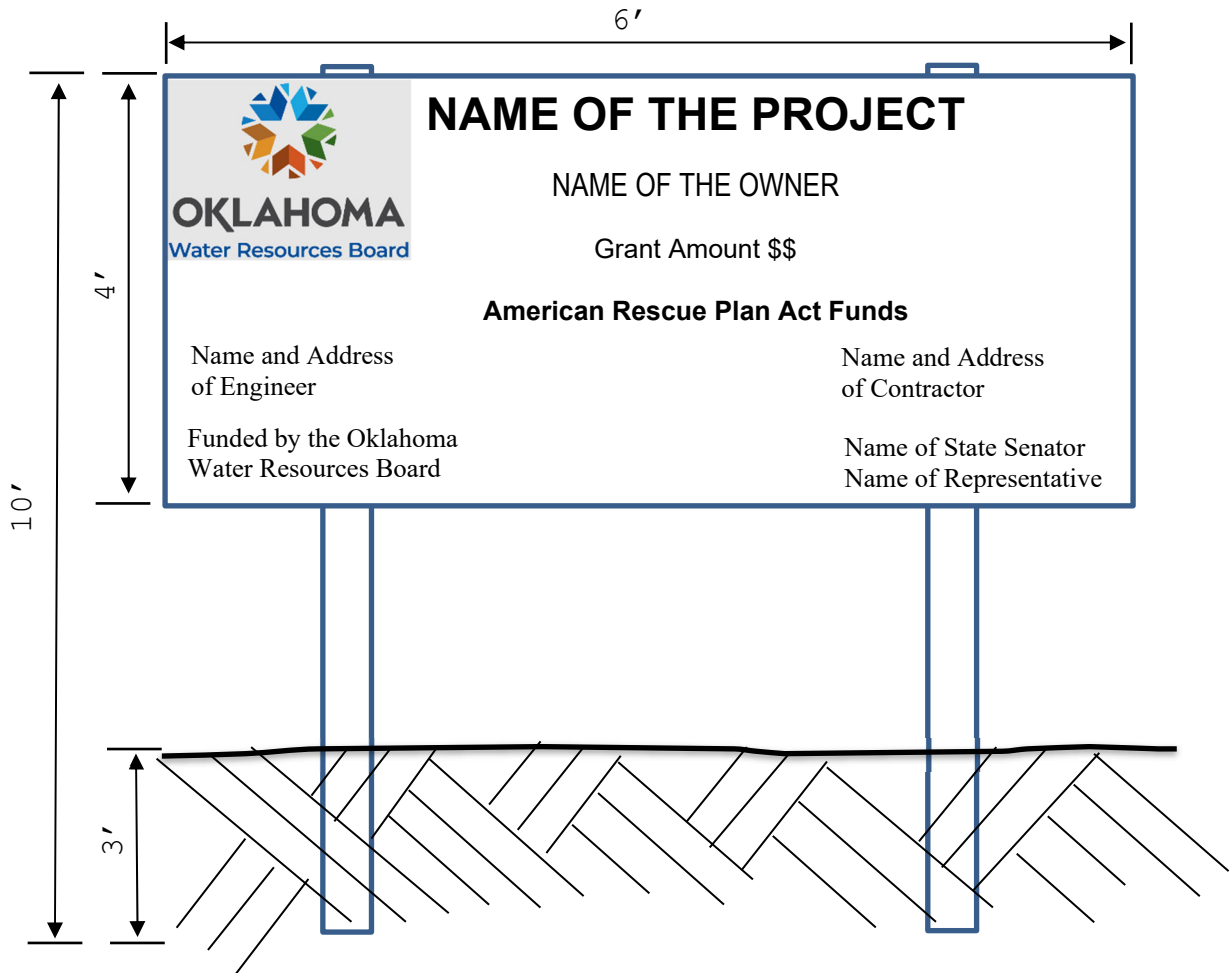 6'
NAME OF THE PROJECT
OKLAHOMA
Water Resources Board
NAME OF THE OWNER
Grant Amount $$
American Rescue Plan Act Funds
Name and Address
of Engineer
Funded by the Oklahoma
Water Resources Board
Name and Address
of Contractor
Name of State Senator
Name of Representative
4'
10'
3'